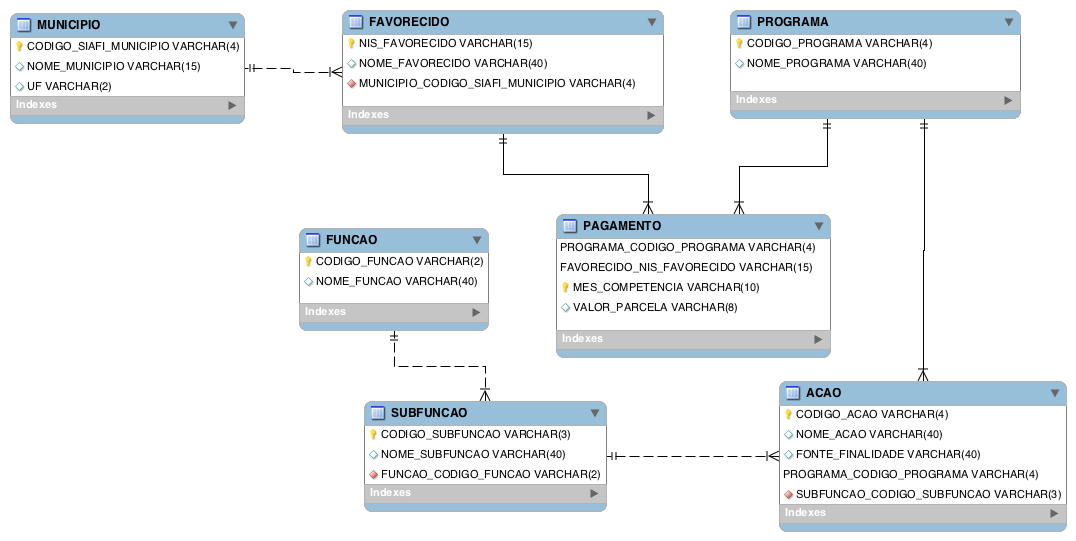 MUNICIPIO
CODIGO_SIAFI_MUNICIPIO VARCHAR(4)
NOME_MUNICIPIO VARCHAR(15)
UF VARCHAR(2)
Indexes
FAVORECIDO
NIS_FAVORECIDO VARCHAR(15)
NOME_FAVORECIDO VARCHAR(40)
MUNICIPIO_CODIGO_SIAFI_MUNICIPIO VARCHAR(4)
Indexes
PROGRAMA
CODIGO_PROGRAMA VARCHAR(4)
NOME_PROGRAMA VARCHAR(40)
Indexes
FUNCAO
CODIGO_FUNCAO VARCHAR(2)
NOME_FUNCAO VARCHAR(40)
Indexes
PAGAMENTO
PROGRAMA_CODIGO_PROGRAMA VARCHAR(4)
FAVORECIDO_NIS_FAVORECIDO VARCHAR(15)
MES_COMPETENCIA VARCHAR(10)
VALOR_PARCELA VARCHAR(8)
Indexes
SUBFUNCAO
CODIGO_SUBFUNCAO VARCHAR(3)
NOME_SUBFUNCAO VARCHAR(40)
FUNCAO_CODIGO_FUNCAO VARCHAR(2)
Indexes
ACAO
CODIGO_ACAO VARCHAR(4)
NOME_ACAO VARCHAR(40)
FONTE_FINALIDADE VARCHAR(40)
PROGRAMA_CODIGO_PROGRAMA VARCHAR(4)
SUBFUNCAO_CODIGO_SUBFUNCAO VARCHAR(3)
Indexes